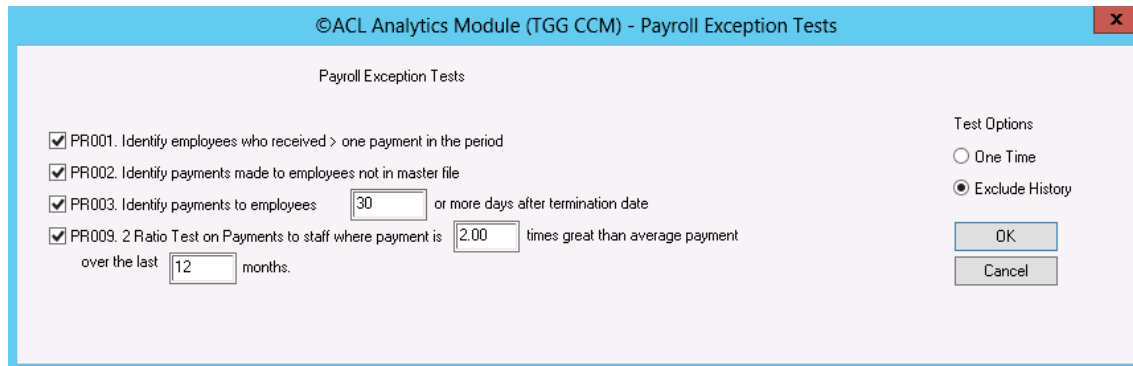 ©ACL Analytics Module (TGG CCM) - Payroll Exception Tests
x
Payroll Exception Tests
PR001. Identify employees who received > one payment in the period
PR002. Identify payments made to employees not in master file
PR003. Identify payments to employees 30 or more days after termination date
PR009. 2 Ratio Test on Payments to staff where payment is 2.00 times great than average payment
over the last 12 months.
Test Options
One Time
Exclude History
OK
Cancel